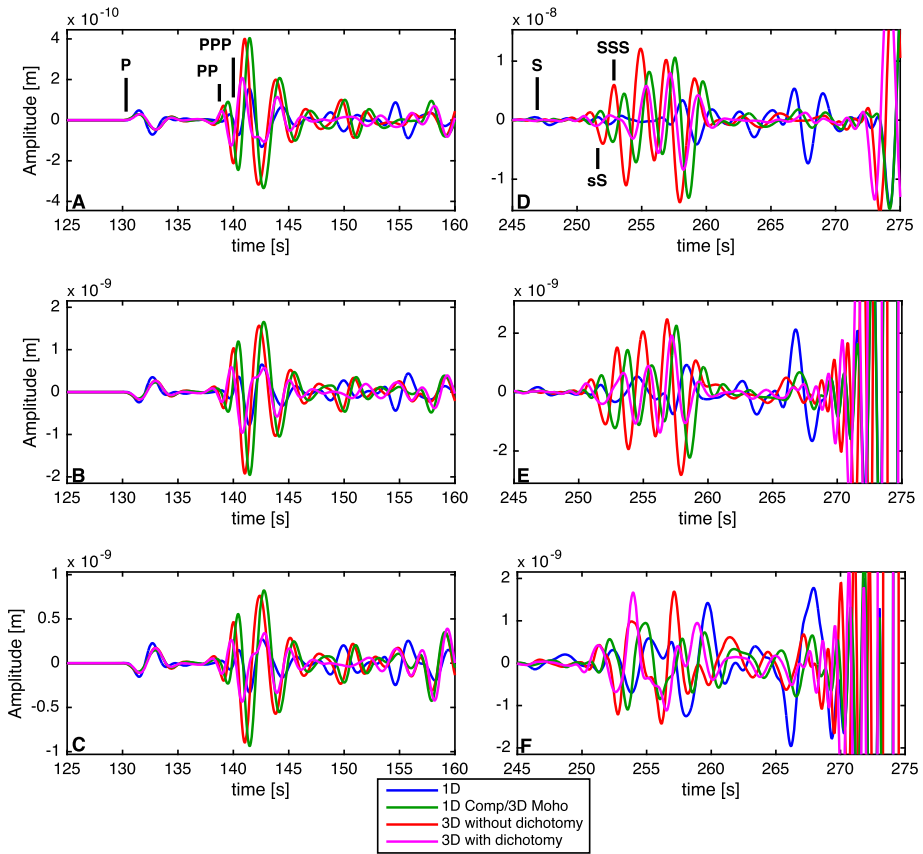 x 10⁻¹⁰
4
2
0
-2
-4
Amplitude [m]
P
PP
PPP
A
125 130 135 140 145 150 155 160
time [s]
x 10⁻⁸
1
0
-1
S
SSS
sS
D
245 250 255 260 265 270 275
time [s]
x 10⁻⁹
2
1
0
-1
-2
Amplitude [m]
B
125 130 135 140 145 150 155 160
time [s]
x 10⁻⁹
2
0
-2
E
245 250 255 260 265 270 275
time [s]
x 10⁻⁹
1
0.5
0
-0.5
-1
Amplitude [m]
C
125 130 135 140 145 150 155 160
time [s]
x 10⁻⁹
2
1
0
-1
-2
F
245 250 255 260 265 270 275
time [s]
1D
1D Comp/3D Moho
3D without dichotomy
3D with dichotomy